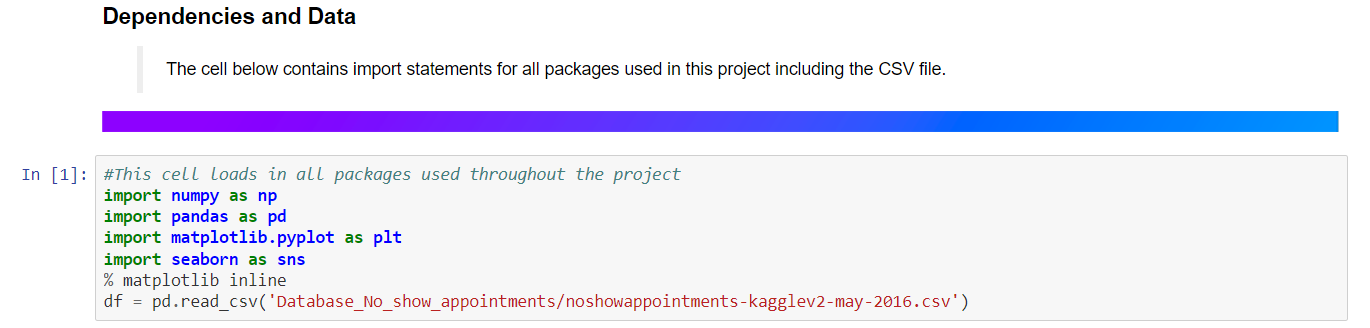 Dependencies and Data
The cell below contains import statements for all packages used in this project including the CSV file.
In [1]:
#This cell loads in all packages used throughout the project
import numpy as np
import pandas as pd
import matplotlib.pyplot as plt
import seaborn as sns
% matplotlib inline
df = pd.read_csv('Database_No_show_appointments/noshowappointments-kagglev2-may-2016.csv')